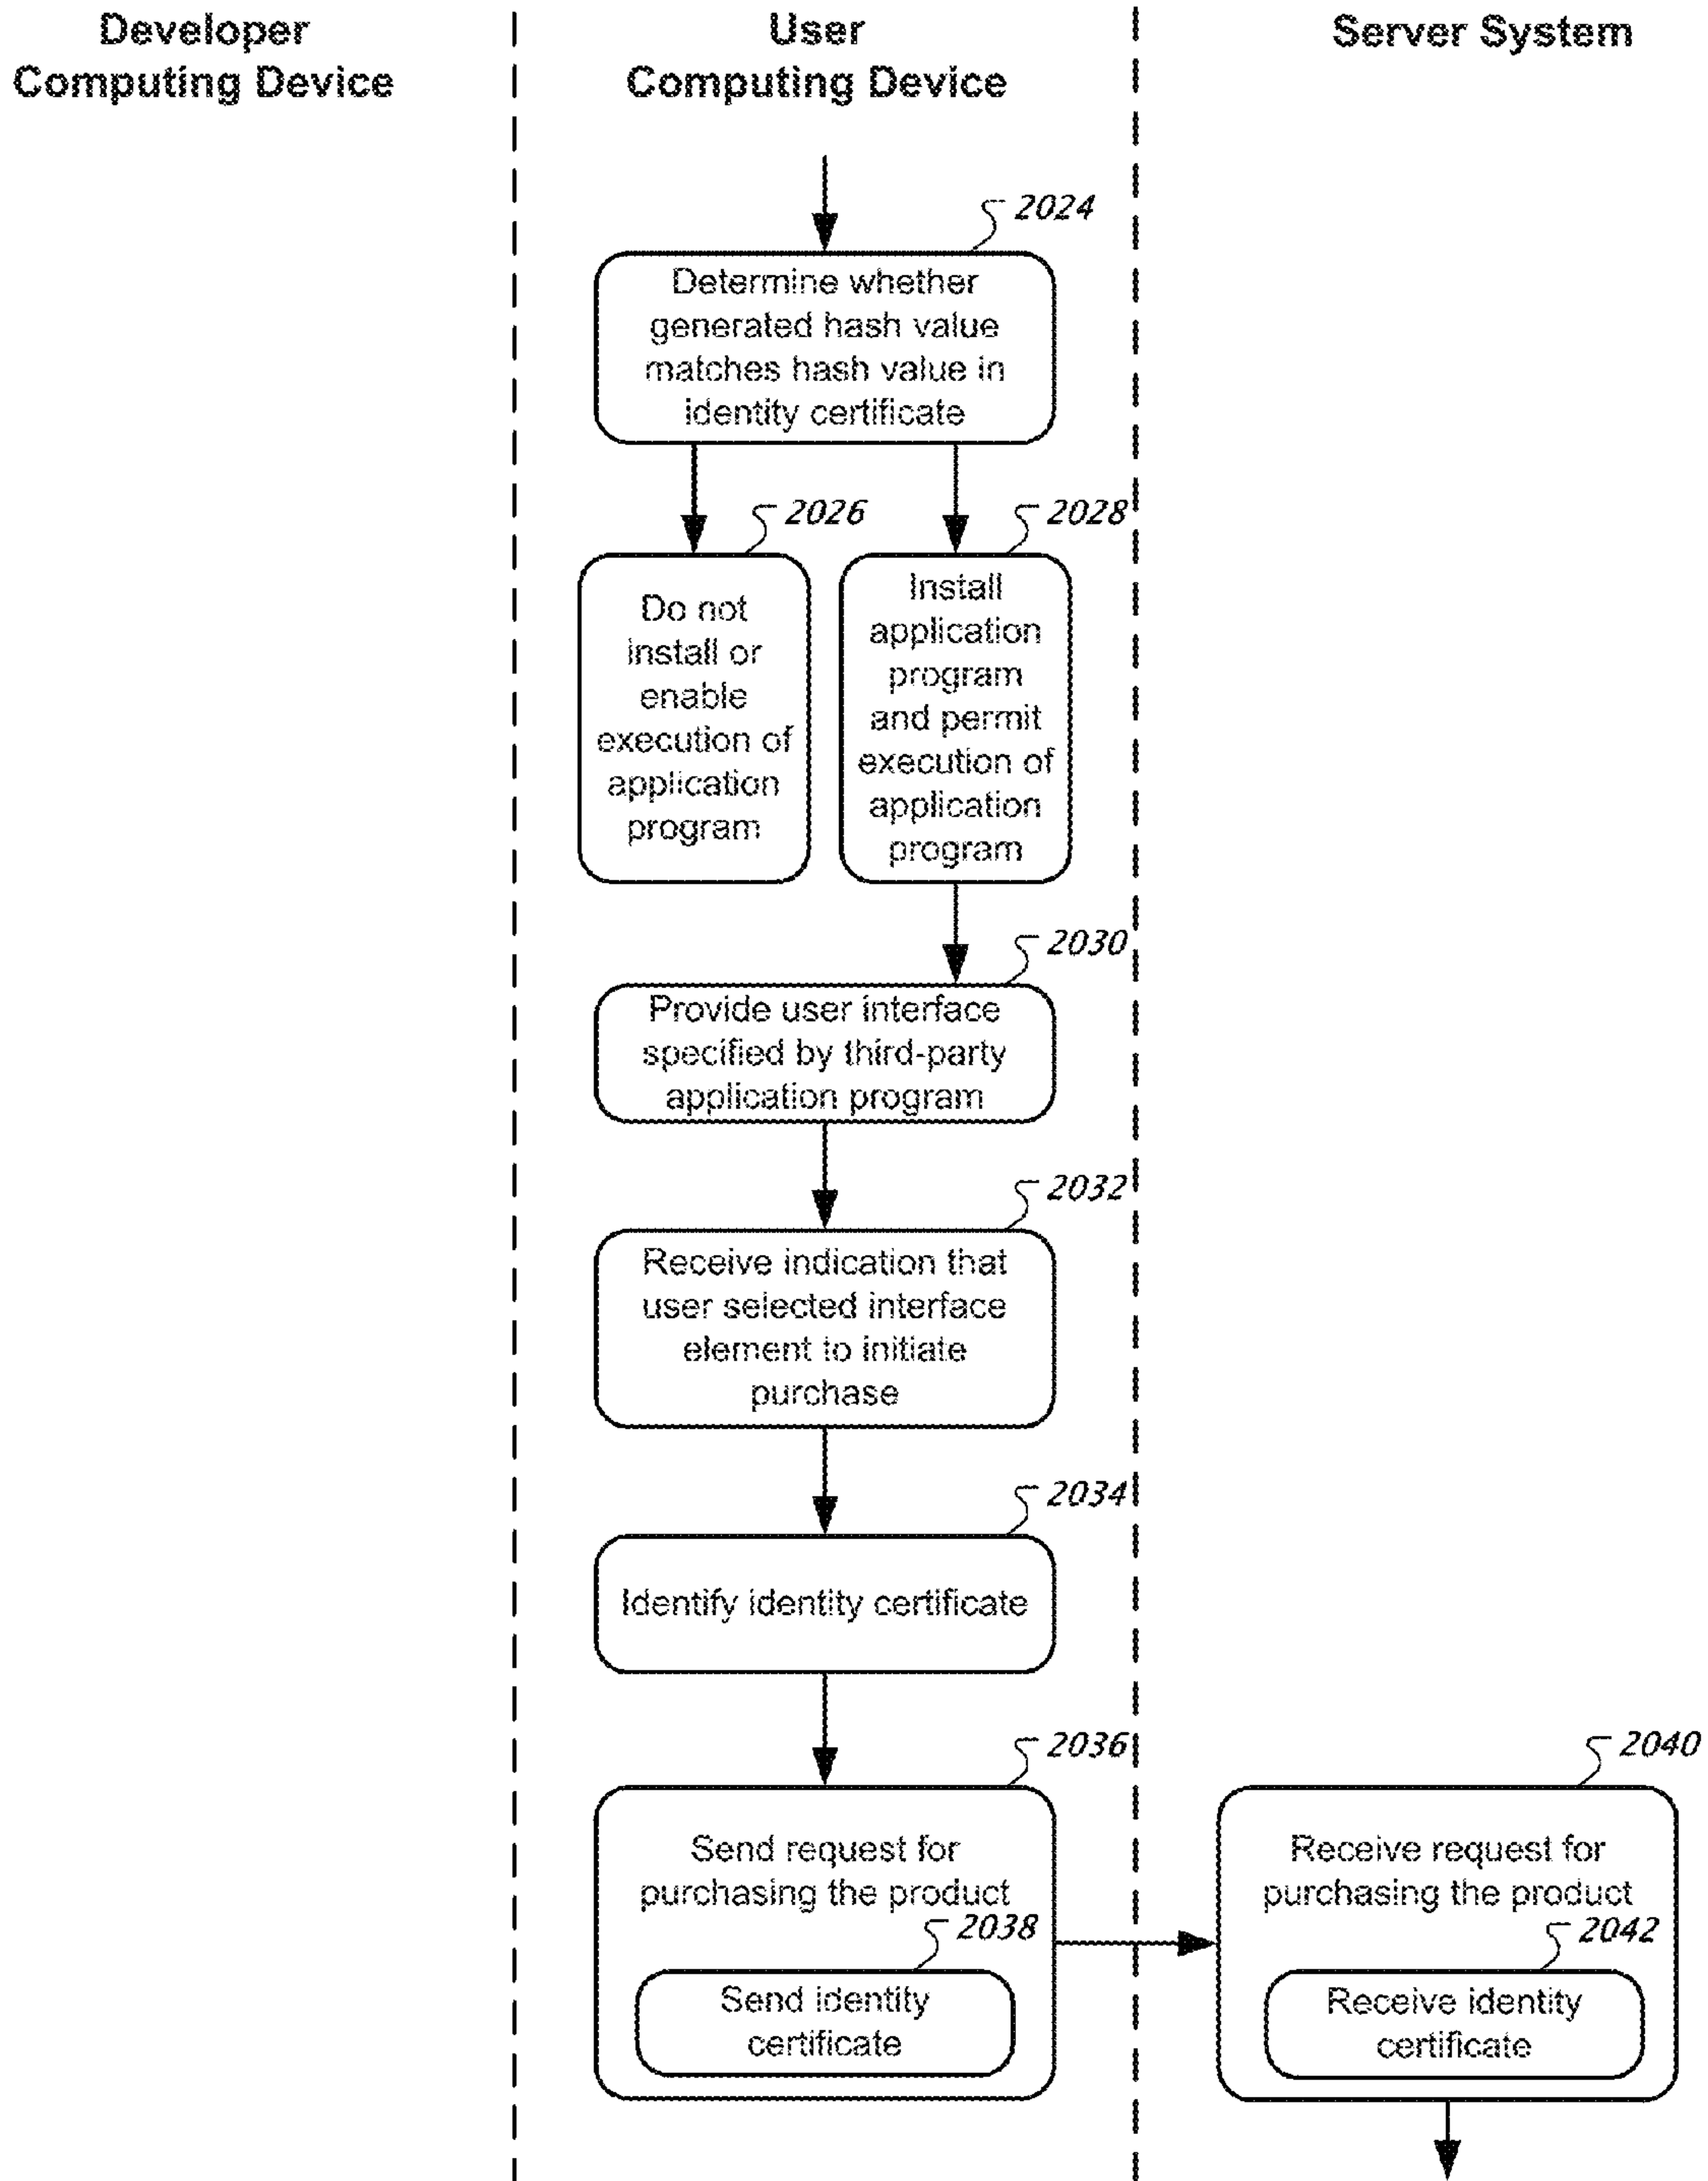 Developer
Computing Device
User
Computing Device
Server System
2024
Determine whether
generated hash value
matches hash value in
identity certificate
2026
Do not
install or
enable
execution of
application
program
2028
Install
application
program
and permit
execution of
application
program
2030
Provide user interface
specified by third-party
application program
2032
Receive indication that
user selected interface
element to initiate
purchase
2034
Identify identity certificate
2036
Send request for
purchasing the product
2038
Send identity
certificate
2040
Receive request for
purchasing the product
2042
Receive identity
certificate